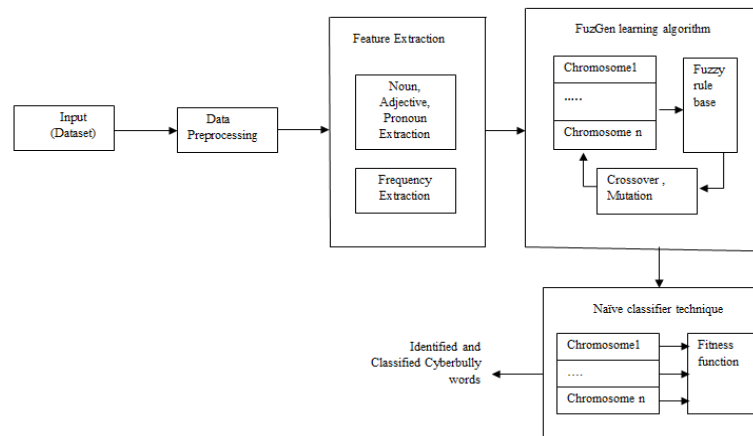 Input
(Dataset)
Data
Preprocessing
Feature Extraction
Noun,
Adjective,
Pronoun
Extraction
Frequency
Extraction
FuzGen learning algorithm
Chromosome1
.....
Chromosome n
Fuzzy
rule
base
Crossover ,
Mutation
Naïve classifier technique
Chromosome1
....
Chromosome n
Fitness
function
Identified and
Classified Cyberbully
words